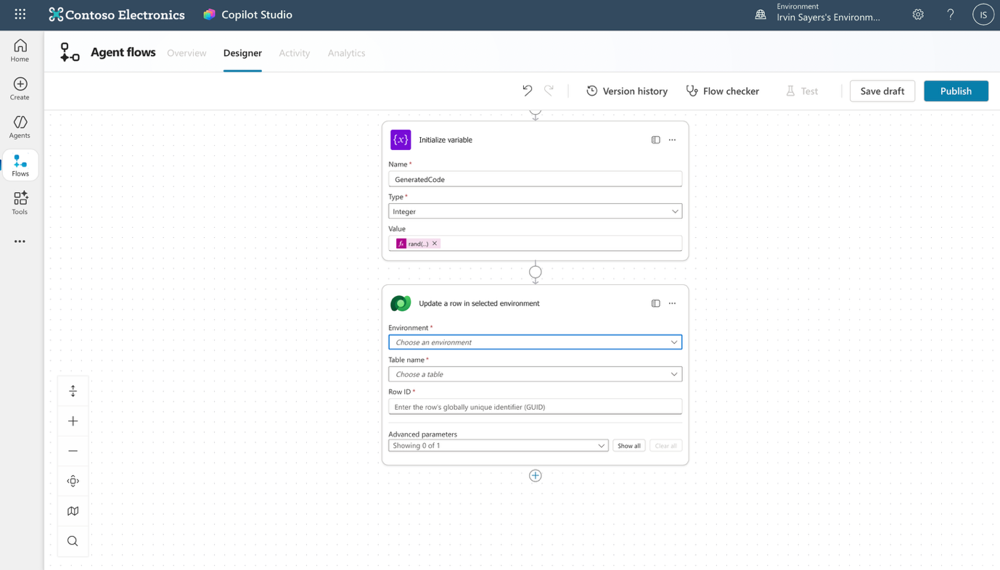 Contoso Electronics
Copilot Studio
Environment
Irvin Sayers's Environm...
?
IS
Home
Create
Agents
Flows
Tools
Agent flows
Overview
Designer
Activity
Analytics
Version history
Flow checker
Test
Save draft
Publish
{x}
Initialize variable
Name *
GeneratedCode
Type *
Integer
Value
fx rand(...) ×
Update a row in selected environment
Environment *
Choose an environment
Table name *
Choose a table
Row ID *
Enter the row's globally unique identifier (GUID)
Advanced parameters
Showing 0 of 1
Show all
Clear all